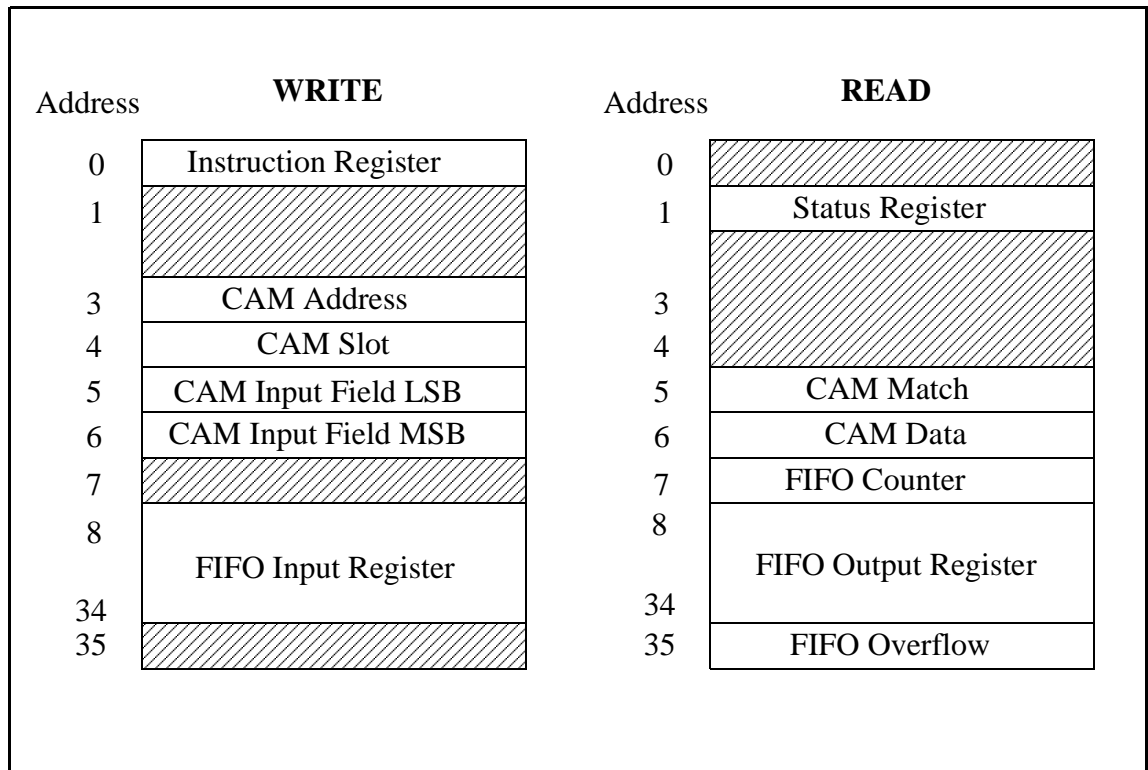 WRITE
Address
0 Instruction Register
1
3 CAM Address
4 CAM Slot
5 CAM Input Field LSB
6 CAM Input Field MSB
7
8
FIFO Input Register
34
35
READ
Address
0
1 Status Register
3
4
5 CAM Match
6 CAM Data
7 FIFO Counter
8
FIFO Output Register
34
35 FIFO Overflow